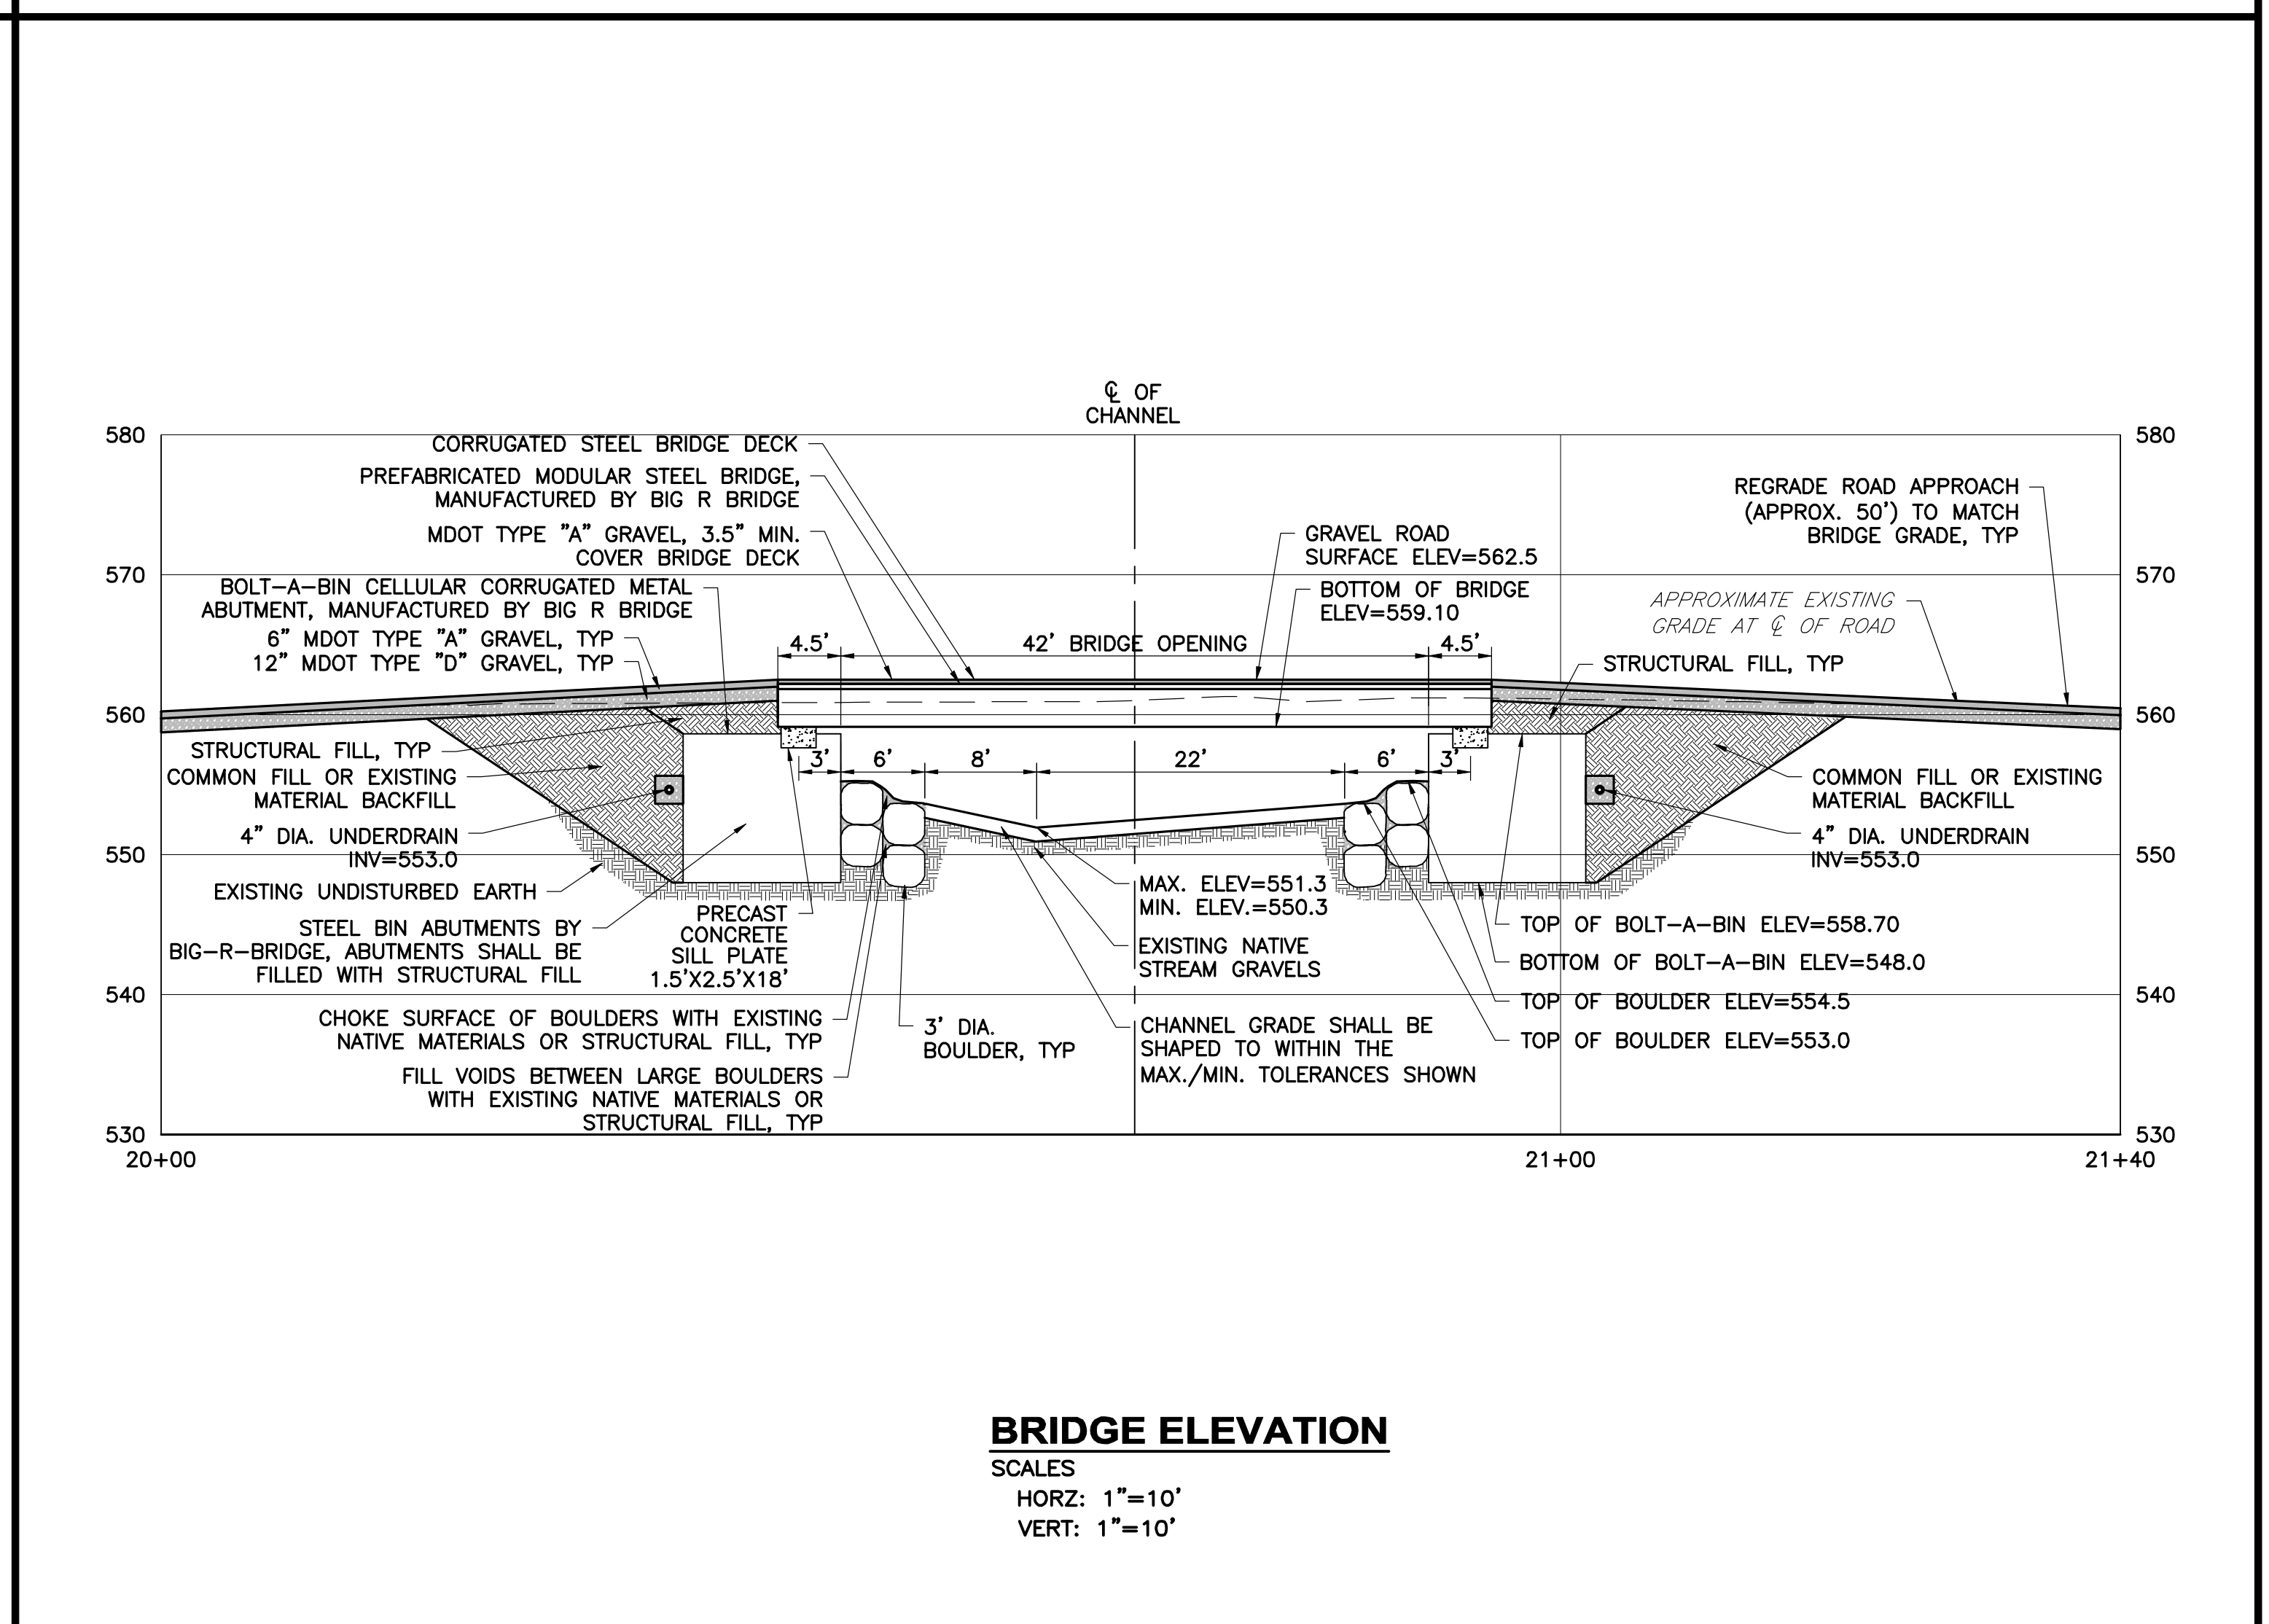 ℄ OF
CHANNEL
580
580
CORRUGATED STEEL BRIDGE DECK
PREFABRICATED MODULAR STEEL BRIDGE,
MANUFACTURED BY BIG R BRIDGE
MDOT TYPE "A" GRAVEL, 3.5" MIN.
COVER BRIDGE DECK
GRAVEL ROAD
SURFACE ELEV=562.5
REGRADE ROAD APPROACH
(APPROX. 50') TO MATCH
BRIDGE GRADE, TYP
570
570
BOLT-A-BIN CELLULAR CORRUGATED METAL
ABUTMENT, MANUFACTURED BY BIG R BRIDGE
BOTTOM OF BRIDGE
ELEV=559.10
APPROXIMATE EXISTING
GRADE AT ℄ OF ROAD
6" MDOT TYPE "A" GRAVEL, TYP
12" MDOT TYPE "D" GRAVEL, TYP
4.5'
42' BRIDGE OPENING
4.5'
STRUCTURAL FILL, TYP
560
560
STRUCTURAL FILL, TYP
3'
6'
8'
22'
6'
3'
COMMON FILL OR EXISTING
MATERIAL BACKFILL
COMMON FILL OR EXISTING
MATERIAL BACKFILL
4" DIA. UNDERDRAIN
INV=553.0
4" DIA. UNDERDRAIN
INV=553.0
550
550
EXISTING UNDISTURBED EARTH
MAX. ELEV=551.3
MIN. ELEV.=550.3
STEEL BIN ABUTMENTS BY
BIG-R-BRIDGE, ABUTMENTS SHALL BE
FILLED WITH STRUCTURAL FILL
PRECAST
CONCRETE
SILL PLATE
1.5'X2.5'X18'
EXISTING NATIVE
STREAM GRAVELS
TOP OF BOLT-A-BIN ELEV=558.70
BOTTOM OF BOLT-A-BIN ELEV=548.0
540
540
TOP OF BOULDER ELEV=554.5
TOP OF BOULDER ELEV=553.0
CHOKE SURFACE OF BOULDERS WITH EXISTING
NATIVE MATERIALS OR STRUCTURAL FILL, TYP
3' DIA.
BOULDER, TYP
CHANNEL GRADE SHALL BE
SHAPED TO WITHIN THE
MAX./MIN. TOLERANCES SHOWN
FILL VOIDS BETWEEN LARGE BOULDERS
WITH EXISTING NATIVE MATERIALS OR
STRUCTURAL FILL, TYP
530
530
20+00
21+00
21+40
BRIDGE ELEVATION
SCALES
HORZ: 1"=10'
VERT: 1"=10'